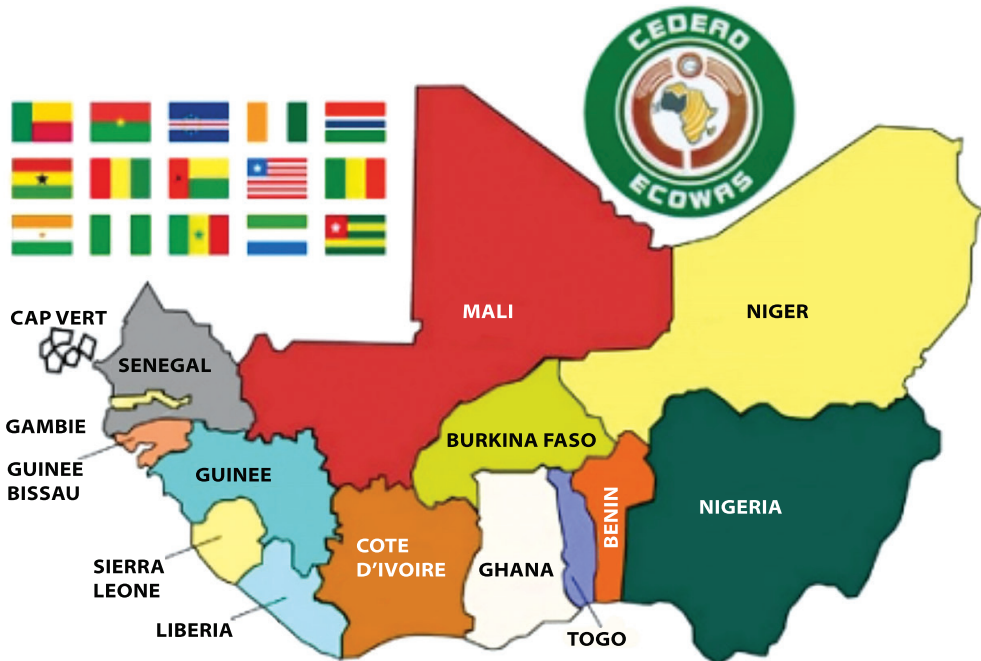 CEDEAO
ECOWAS
MALI
NIGER
CAP VERT
SENEGAL
GAMBIE
BURKINA FASO
GUINEE
BISSAU
GUINEE
NIGERIA
BENIN
COTE
D'IVOIRE
GHANA
SIERRA
LEONE
LIBERIA
TOGO